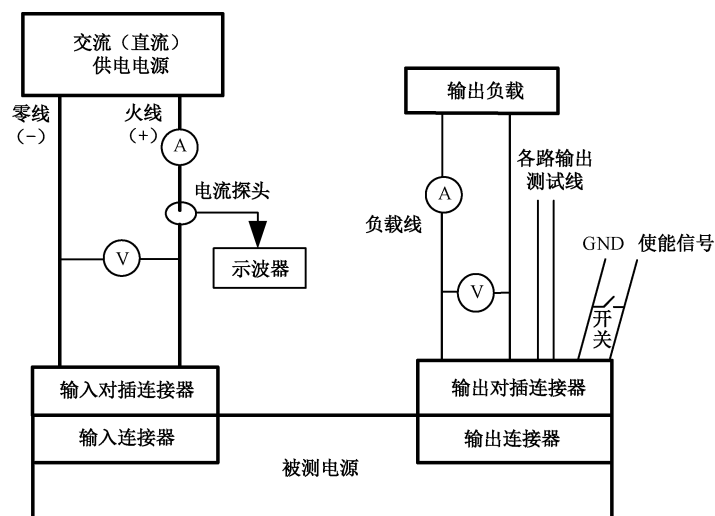 交流（直流）
供电电源
零线
（-）
火线
（+）
A
电流探头
V
示波器
输入对插连接器
输入连接器
输出负载
A
负载线
各路输出
测试线
GND 使能信号
V
开
关
输出对插连接器
输出连接器
被测电源